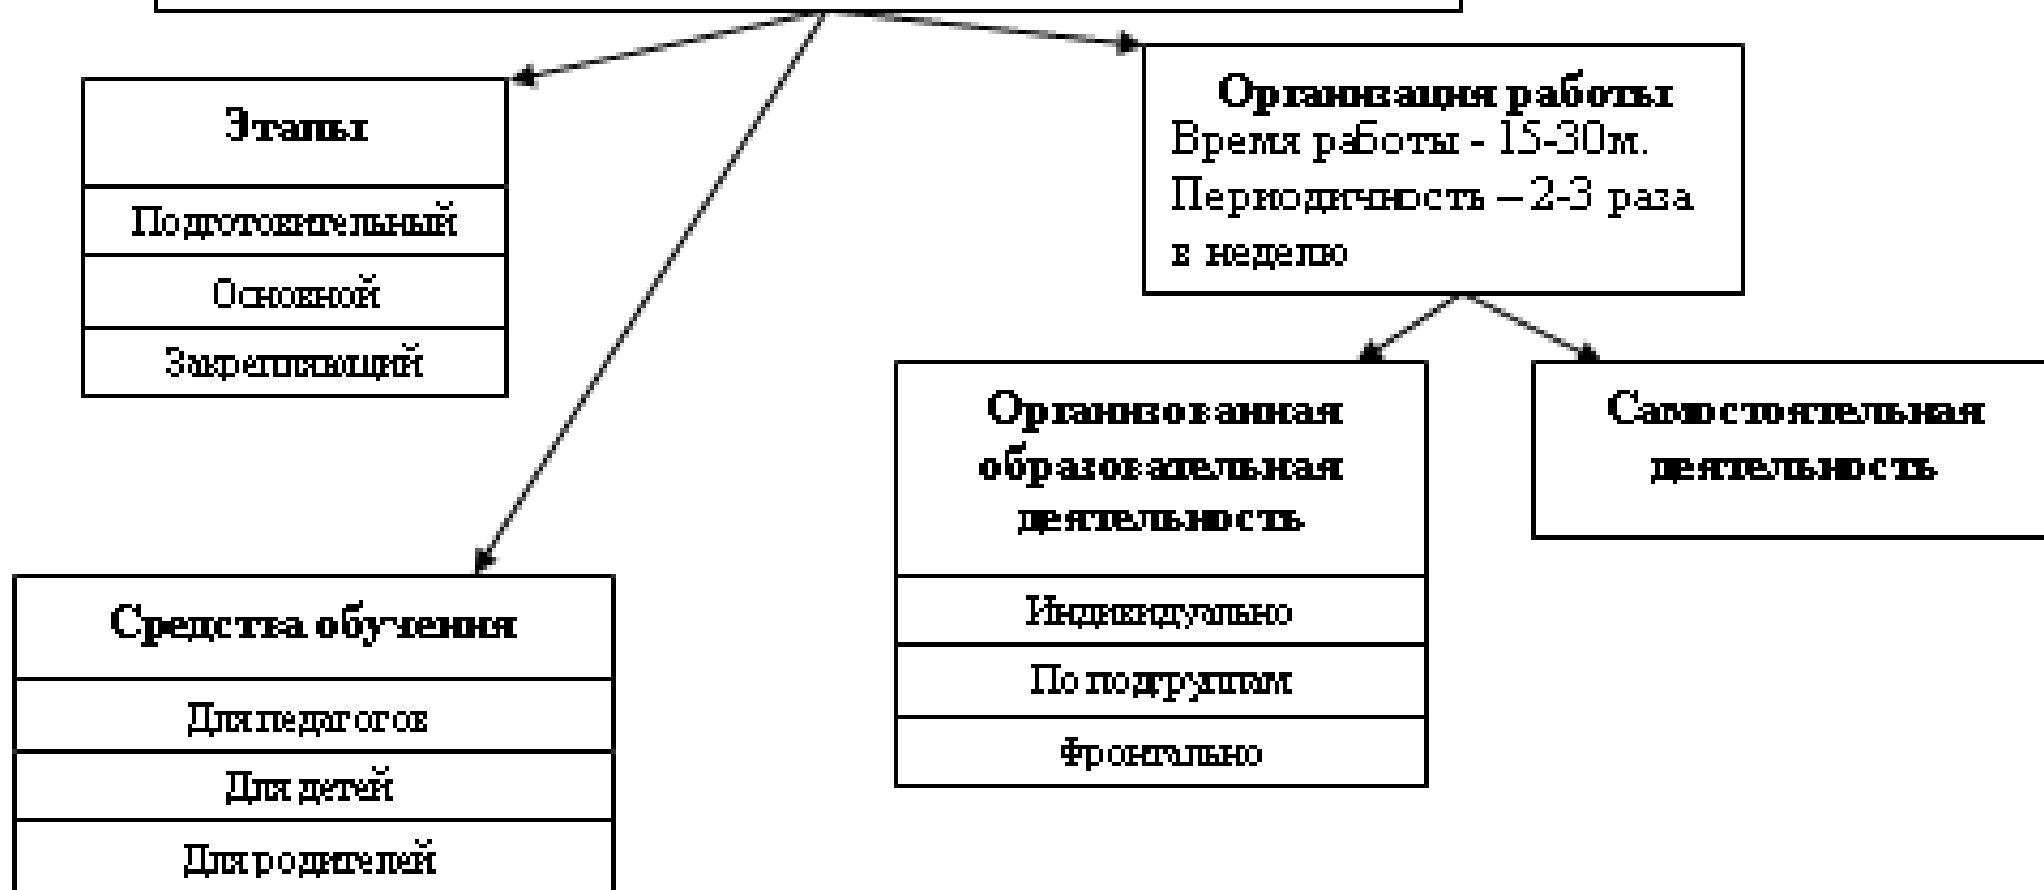 Этапы
Подготовительный
Основной
Закрепляющий
Организация работы
Время работы - 15-30м.
Периодичность – 2-3 раза
в неделю
Организованная
образовательная
деятельность
Индивидуально
По подгруппам
Фронтально
Самостоятельная
деятельность
Средства обучения
Для педагогов
Для детей
Для родителей